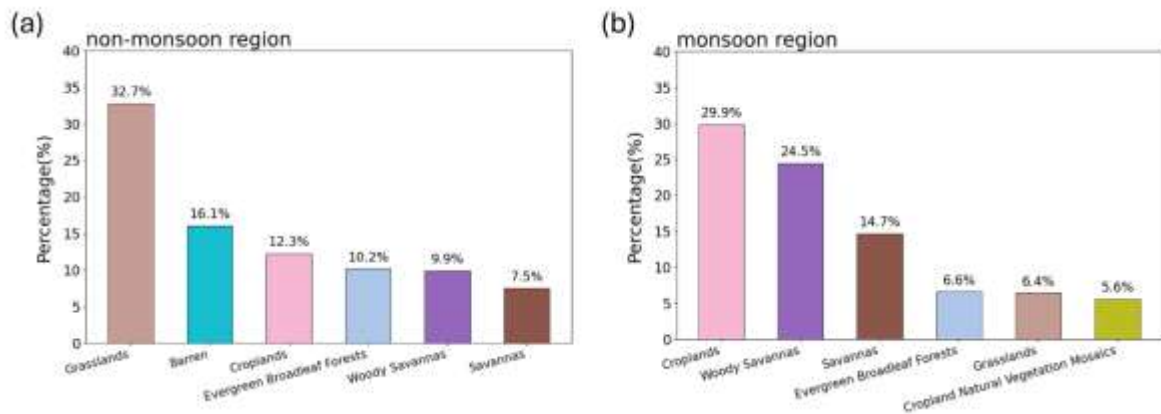 (a)
non-monsoon region
Percentage(%)
40
35
30
25
20
15
10
5
0
32.7%
16.1%
12.3%
10.2%
9.9%
7.5%
Grasslands
Barren
Croplands
Evergreen Broadleaf Forests
Woody Savannas
Savannas
(b)
monsoon region
Percentage(%)
40
35
30
25
20
15
10
5
0
29.9%
24.5%
14.7%
6.6%
6.4%
5.6%
Croplands
Woody Savannas
Savannas
Evergreen Broadleaf Forests
Grasslands
Cropland Natural Vegetation Mosaics